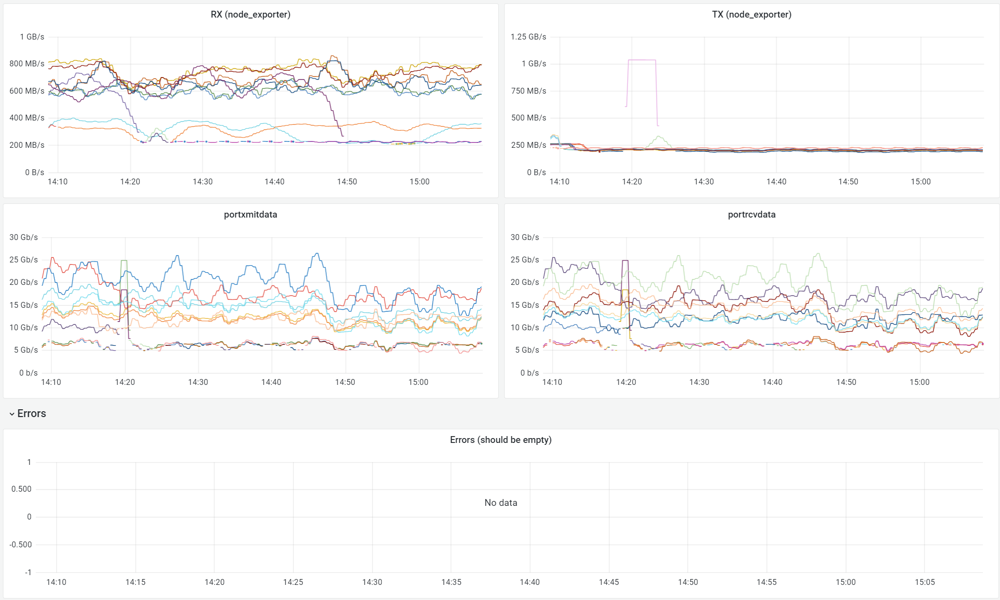 RX (node_exporter)
1 GB/s
800 MB/s
600 MB/s
400 MB/s
200 MB/s
0 B/s
14:10 14:20 14:30 14:40 14:50 15:00
TX (node_exporter)
1.25 GB/s
1 GB/s
750 MB/s
500 MB/s
250 MB/s
0 B/s
14:10 14:20 14:30 14:40 14:50 15:00
portxmitdata
30 Gb/s
25 Gb/s
20 Gb/s
15 Gb/s
10 Gb/s
5 Gb/s
0 b/s
14:10 14:20 14:30 14:40 14:50 15:00
portrcvdata
30 Gb/s
25 Gb/s
20 Gb/s
15 Gb/s
10 Gb/s
5 Gb/s
0 b/s
14:10 14:20 14:30 14:40 14:50 15:00
Errors
Errors (should be empty)
1
0.500
No data
0
-0.500
-1
14:10 14:15 14:20 14:25 14:30 14:35 14:40 14:45 14:50 14:55 15:00 15:05